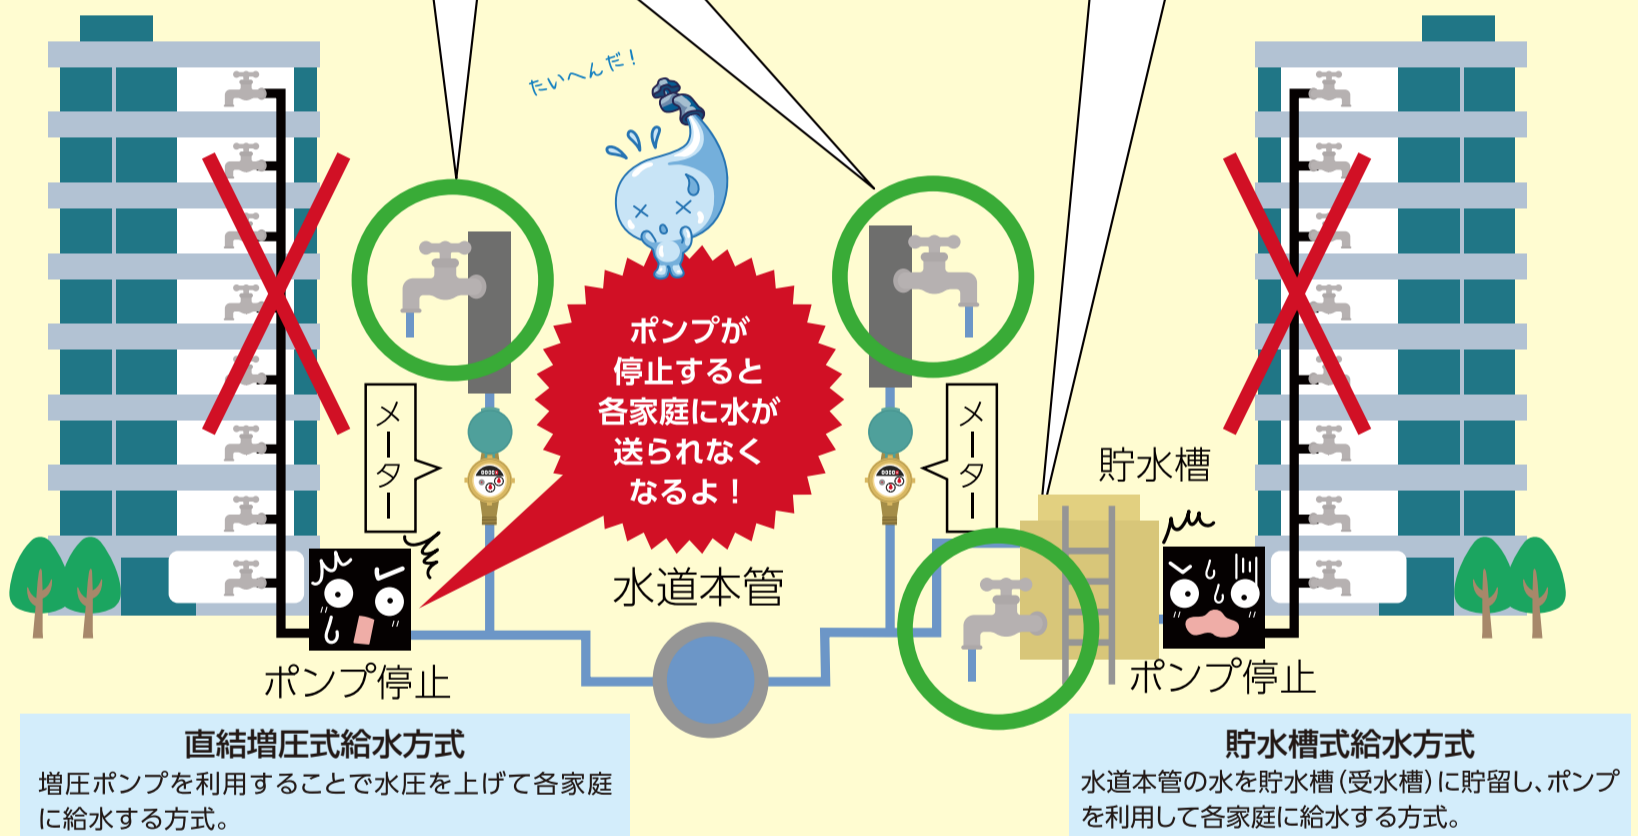 たいへんだ！
ポンプが
停止すると
各家庭に水が
送られなく
なるよ！
メーター
メーター
貯水槽
水道本管
ポンプ停止
ポンプ停止
直結増圧式給水方式
増圧ポンプを利用することで水圧を上げて各家庭
に給水する方式。
貯水槽式給水方式
水道本管の水を貯水槽（受水槽）に貯留し、ポンプ
を利用して各家庭に給水する方式。